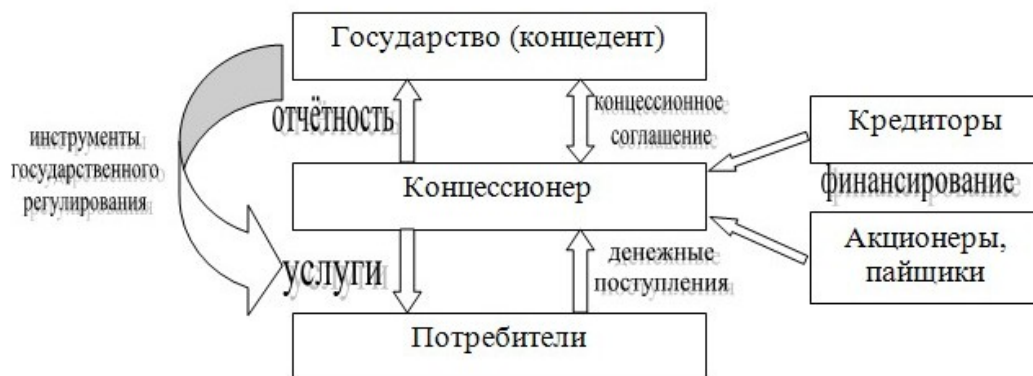 Государство (концедент)
отчётность
концессионное
соглашение
инструменты
государственного
регулирования
Кредиторы
Концессионер
финансирование
Акционеры,
пайщики
услуги
денежные
поступления
Потребители